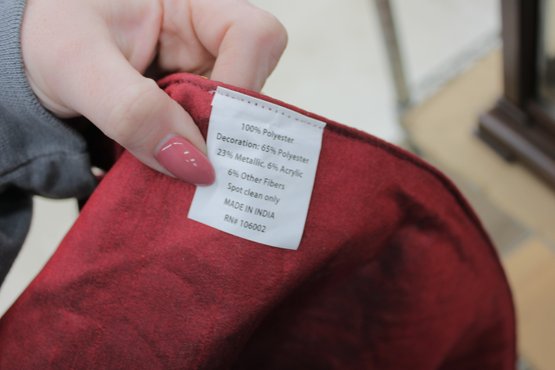 100% Polyester
Decoration: 65% Polyester
23% Metallic, 6% Acrylic
6% Other Fibers
Spot clean only
MADE IN INDIA
RN# 106002